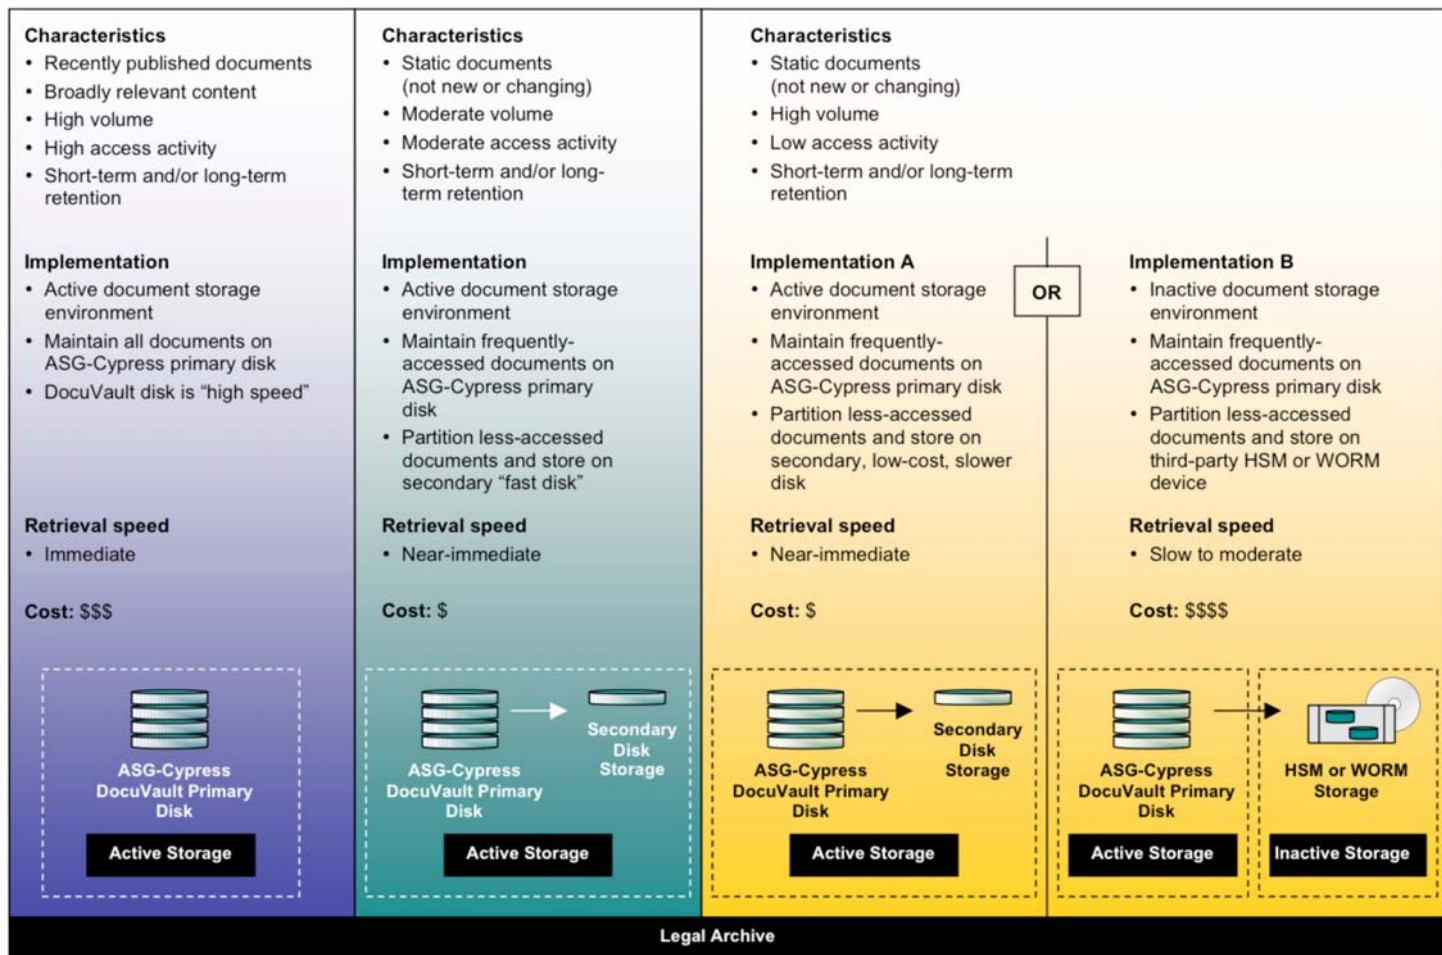 Characteristics
• Recently published documents
• Broadly relevant content
• High volume
• High access activity
• Short-term and/or long-term
retention
Implementation
• Active document storage
environment
• Maintain all documents on
ASG-Cypress primary disk
• DocuVault disk is “high speed”
Retrieval speed
• Immediate
Cost: $$$
ASG-Cypress
DocuVault Primary
Disk
Active Storage
Characteristics
• Static documents
(not new or changing)
• Moderate volume
• Moderate access activity
• Short-term and/or long-
term retention
Implementation
• Active document storage
environment
• Maintain frequently-
accessed documents on
ASG-Cypress primary
disk
• Partition less-accessed
documents and store on
secondary “fast disk”
Retrieval speed
• Near-immediate
Cost: $
ASG-Cypress
DocuVault Primary
Disk
Secondary
Disk
Storage
Active Storage
Characteristics
• Static documents
(not new or changing)
• High volume
• Low access activity
• Short-term and/or long-term
retention
Implementation A
• Active document storage
environment
• Maintain frequently-
accessed documents on
ASG-Cypress primary disk
• Partition less-accessed
documents and store on
secondary, low-cost, slower
disk
Retrieval speed
• Near-immediate
Cost: $
ASG-Cypress
DocuVault Primary
Disk
Secondary
Disk
Storage
Active Storage
OR
Implementation B
• Inactive document storage
environment
• Maintain frequently-
accessed documents on
ASG-Cypress primary disk
• Partition less-accessed
documents and store on
third-party HSM or WORM
device
Retrieval speed
• Slow to moderate
Cost: $$$$
ASG-Cypress
DocuVault Primary
Disk
Active Storage
HSM or WORM
Storage
Inactive Storage
Legal Archive